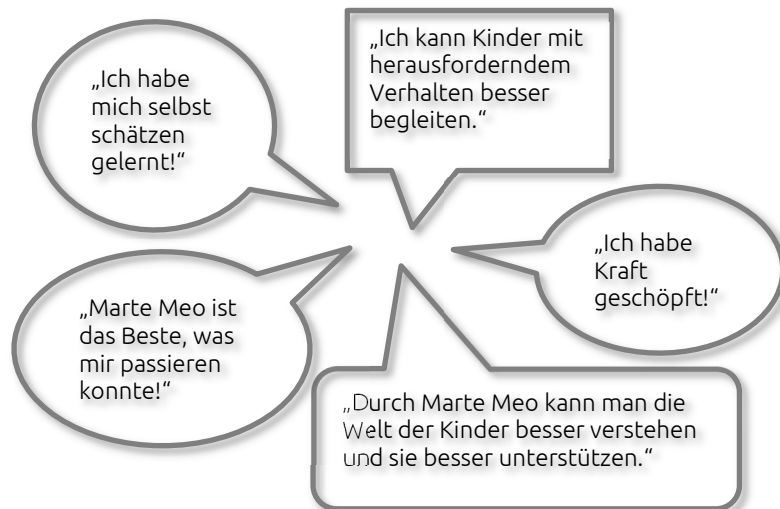 „Ich habe
mich selbst
schätzen
gelernt!“
„Ich kann Kinder mit
herausforderndem
Verhalten besser
begleiten.“
„Ich habe
Kraft
geschöpft!“
„Marte Meo ist
das Beste, was
mir passieren
konnte!“
„Durch Marte Meo kann man die
Welt der Kinder besser verstehen
und sie besser unterstützen.“